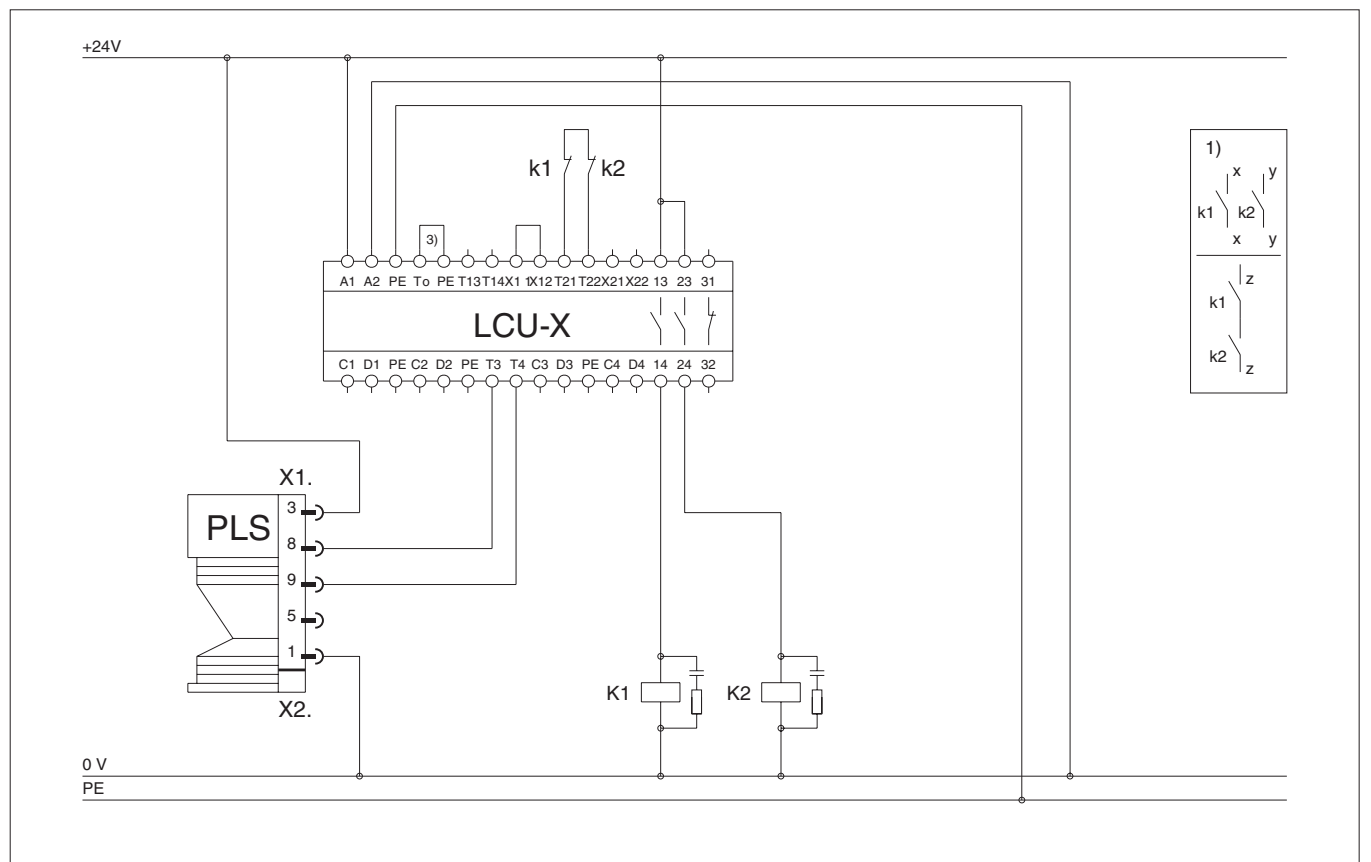 +24V
k1 k2
3)
A1 A2 PE To PE T13 T14 X1 1 X12 T21 T22 X21 X22 13 23 31
LCU-X
C1 D1 PE C2 D2 PE T3 T4 C3 D3 PE C4 D4 14 24 32
1)
x y
k1 k2
x y
z
k1
k2
z
X1.
PLS
3
8
9
5
1
X2.
K1 K2
0 V
PE